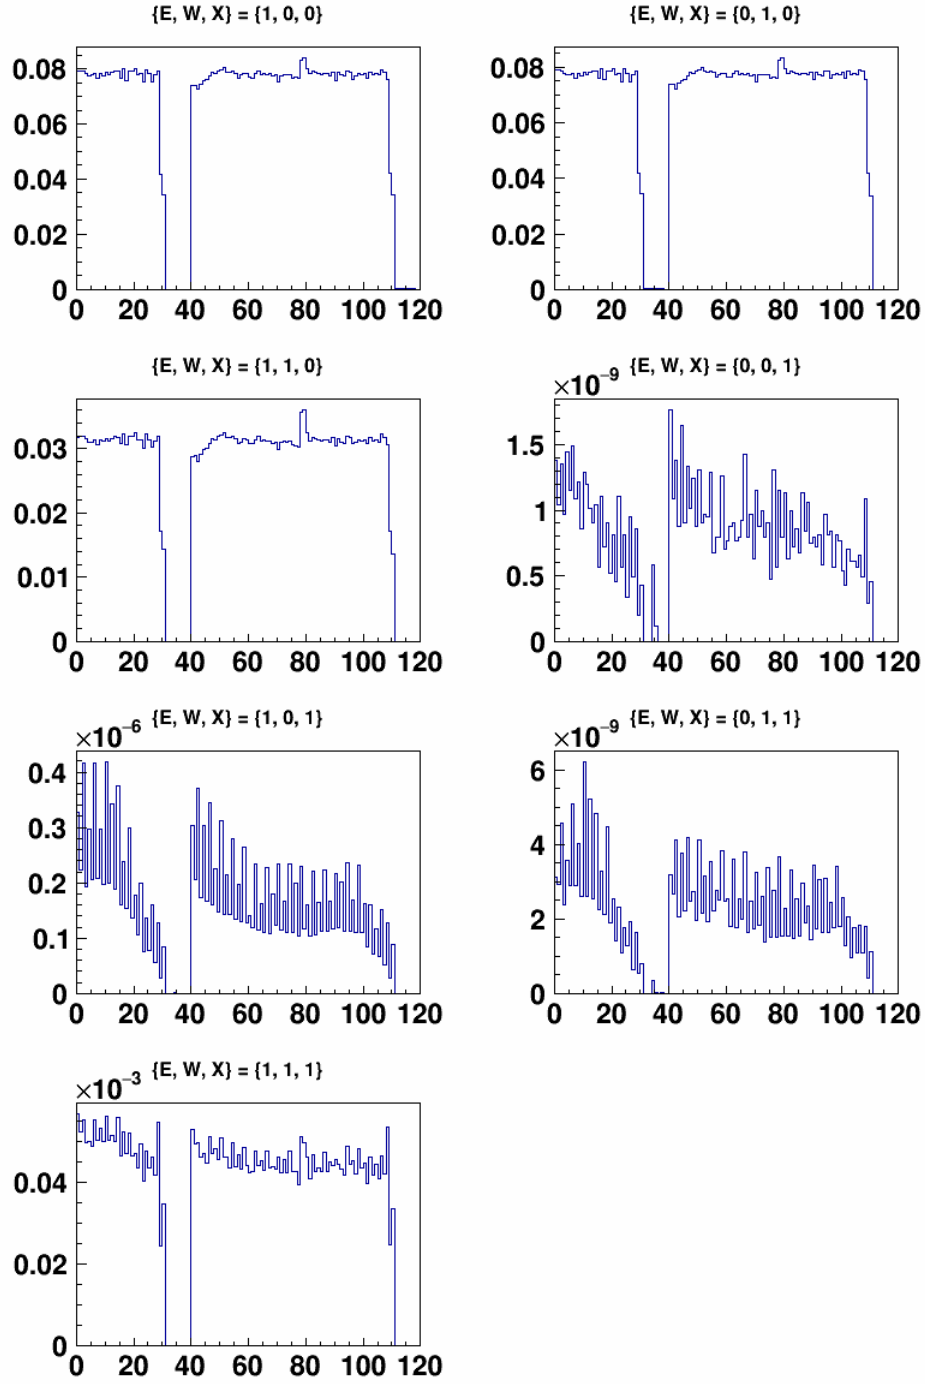 {E, W, X} = {1, 0, 0}
0.08
0.06
0.04
0.02
0
0 20 40 60 80 100 120
{E, W, X} = {0, 1, 0}
0.08
0.06
0.04
0.02
0
0 20 40 60 80 100 120
{E, W, X} = {1, 1, 0}
0.03
0.02
0.01
0
0 20 40 60 80 100 120
×10⁻⁹ {E, W, X} = {0, 0, 1}
1.5
1
0.5
0
0 20 40 60 80 100 120
×10⁻⁶ {E, W, X} = {1, 0, 1}
0.4
0.3
0.2
0.1
0
0 20 40 60 80 100 120
×10⁻⁹ {E, W, X} = {0, 1, 1}
6
4
2
0
0 20 40 60 80 100 120
×10⁻³ {E, W, X} = {1, 1, 1}
0.04
0.02
0
0 20 40 60 80 100 120